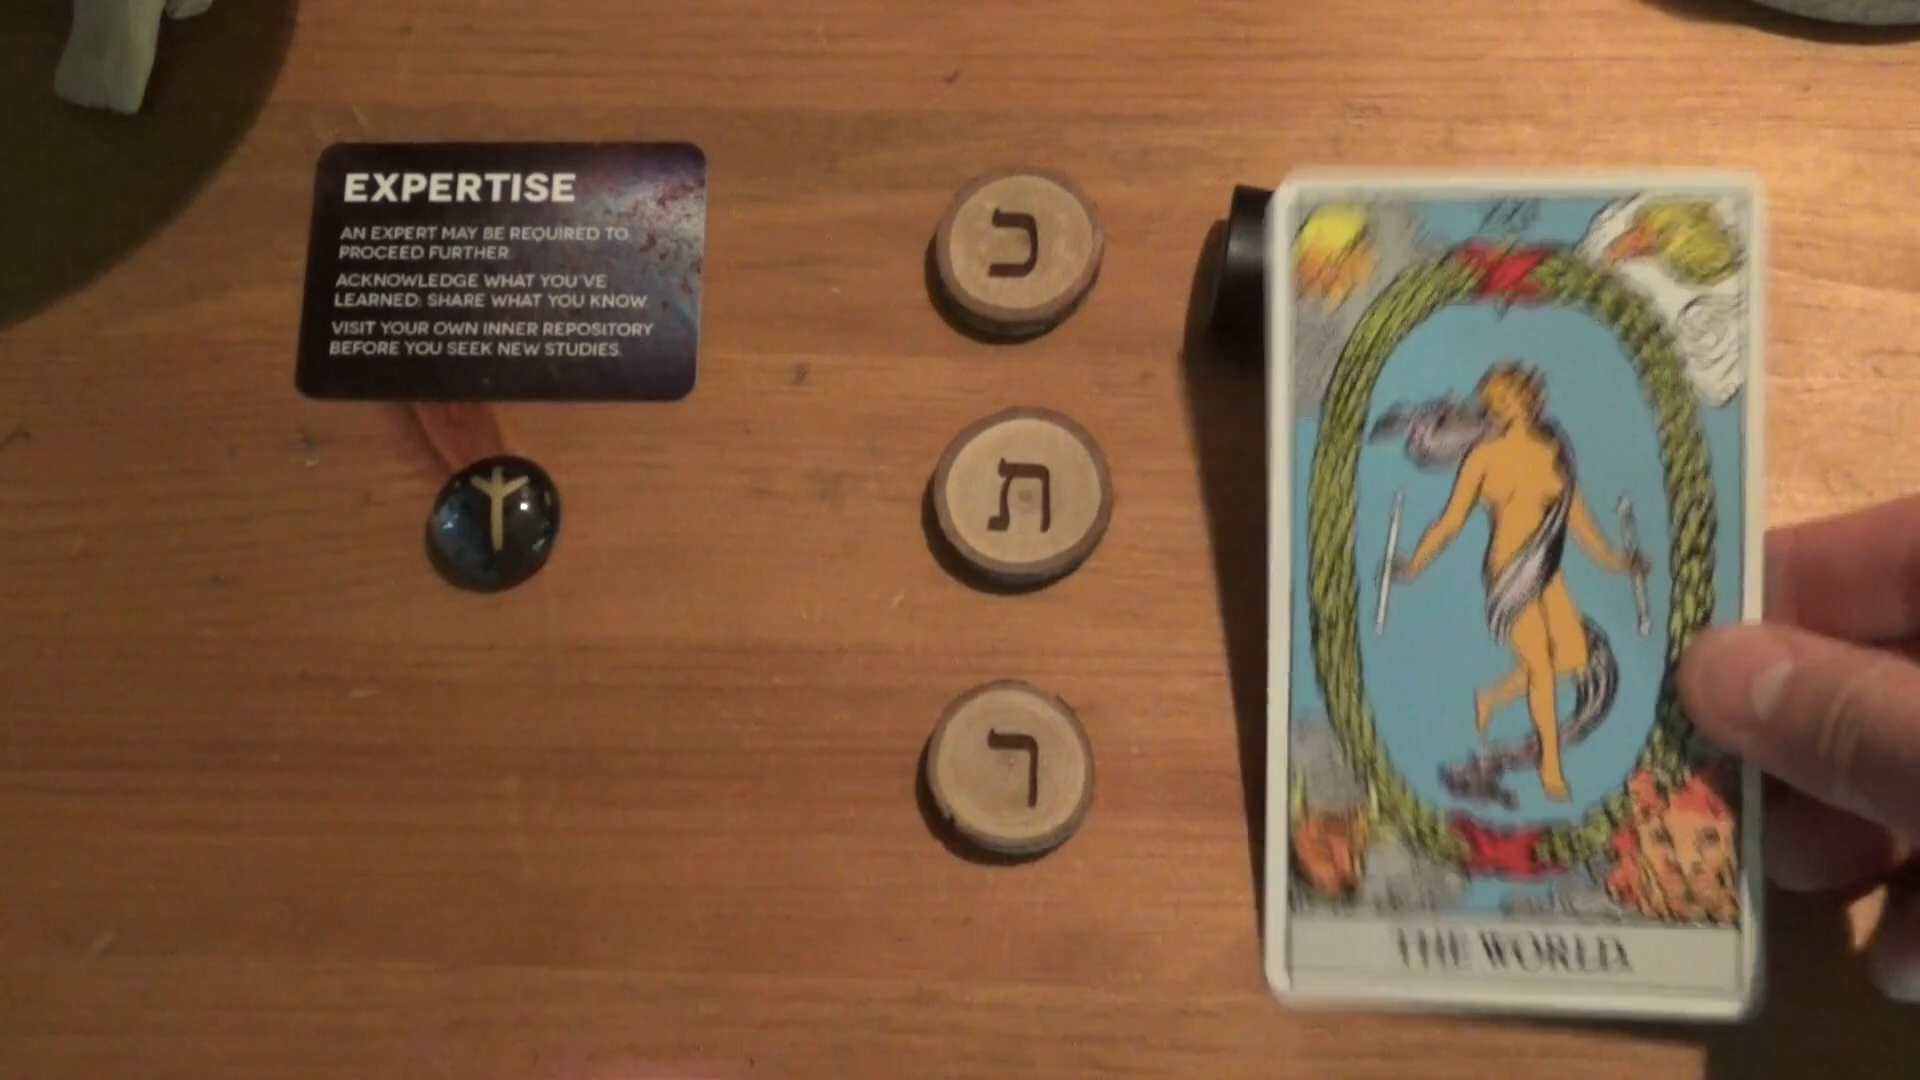 EXPERTISE
AN EXPERT MAY BE REQUIRED TO
PROCEED FURTHER.
ACKNOWLEDGE WHAT YOU'VE
LEARNED; SHARE WHAT YOU KNOW.
VISIT YOUR OWN INNER REPOSITORY
BEFORE YOU SEEK NEW STUDIES.
ᛉ
כ
ת
ר
XXI
THE WORLD.